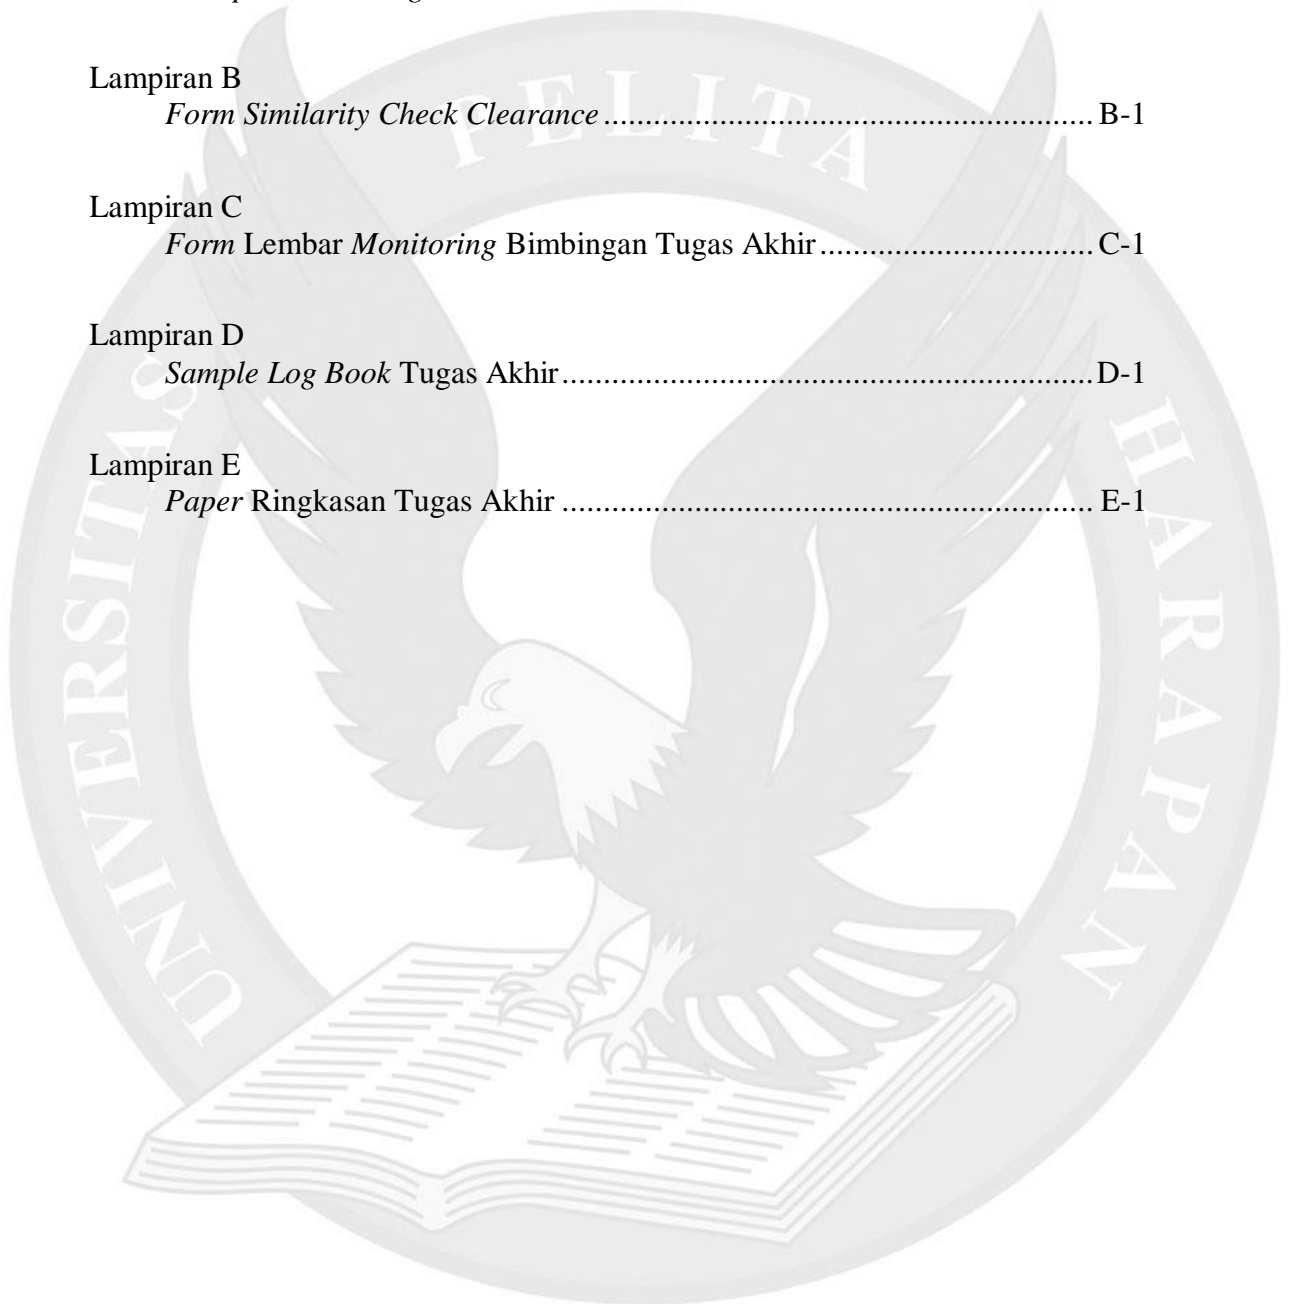 Lampiran B
Form Similarity Check Clearance ........................................................... B-1
Lampiran C
Form Lembar Monitoring Bimbingan Tugas Akhir ................................. C-1
Lampiran D
Sample Log Book Tugas Akhir ................................................................ D-1
Lampiran E
Paper Ringkasan Tugas Akhir ................................................................ E-1
UNIVERSITAS PELITA HARAPAN